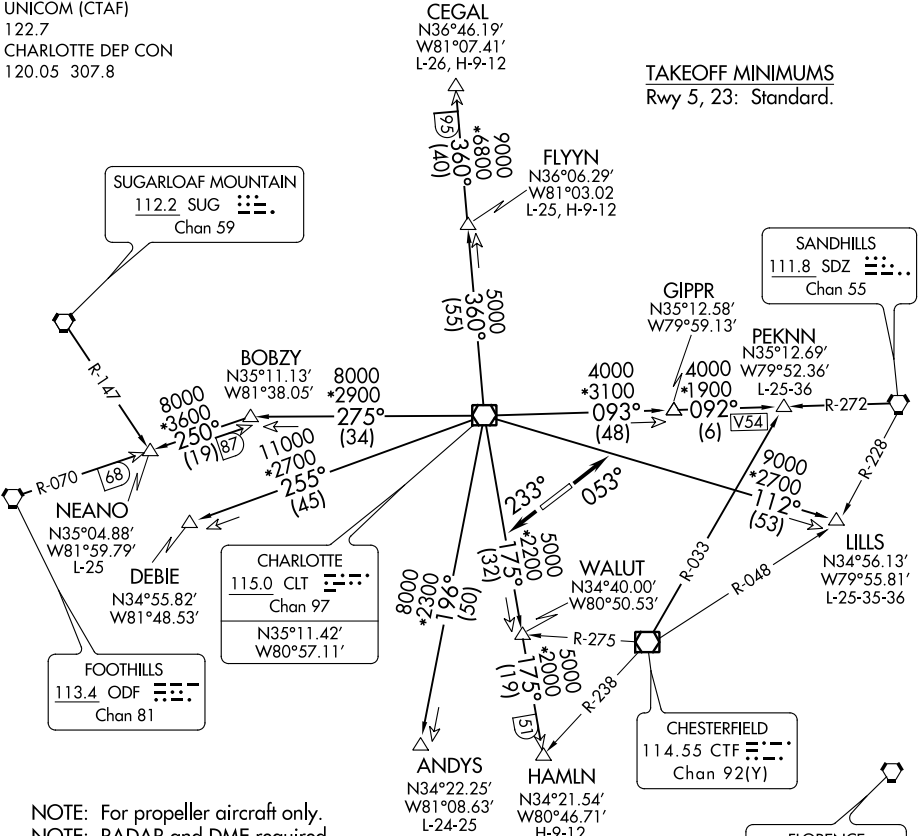 UNICOM (CTAF)
122.7
CHARLOTTE DEP CON
120.05 307.8
CEGAL
N36°46.19'
W81°07.41'
L-26, H-9-12
TAKEOFF MINIMUMS
Rwy 5, 23: Standard.
95
360°
(40)
9000
*6800
FLYYN
N36°06.29'
W81°03.02
L-25, H-9-12
SUGARLOAF MOUNTAIN
112.2 SUG
Chan 59
SANDHILLS
111.8 SDZ
Chan 55
5000
360°
(55)
GIPPR
N35°12.58'
W79°59.13'
PEKNN
N35°12.69'
W79°52.36'
L-25-36
R-147
BOBZY
N35°11.13'
W81°38.05'
8000
*3600
250°
(19)
87
8000
*2900
275°
(34)
4000
*3100
093°
(48)
4000
*1900
092°
(6)
V54
R-272
R-228
R-070
68
NEANO
N35°04.88'
W81°59.79'
L-25
11000
*2700
255°
(45)
DEBIE
N34°55.82'
W81°48.53'
233°
053°
9000
*2700
112°
(53)
LILLS
N34°56.13'
W79°55.81'
L-25-35-36
CHARLOTTE
115.0 CLT
Chan 97
N35°11.42'
W80°57.11'
5000
*2200
175°
(32)
WALUT
N34°40.00'
W80°50.53'
R-033
R-048
8000
*2300
196°
(50)
R-275
5000
*2000
175°
(19)
51
R-238
FOOTHILLS
113.4 ODF
Chan 81
CHESTERFIELD
114.55 CTF
Chan 92(Y)
ANDYS
N34°22.25'
W81°08.63'
L-24-25
HAMLN
N34°21.54'
W80°46.71'
H-9-12
NOTE: For propeller aircraft only.
NOTE: RADAR and DME required.
FLORENCE